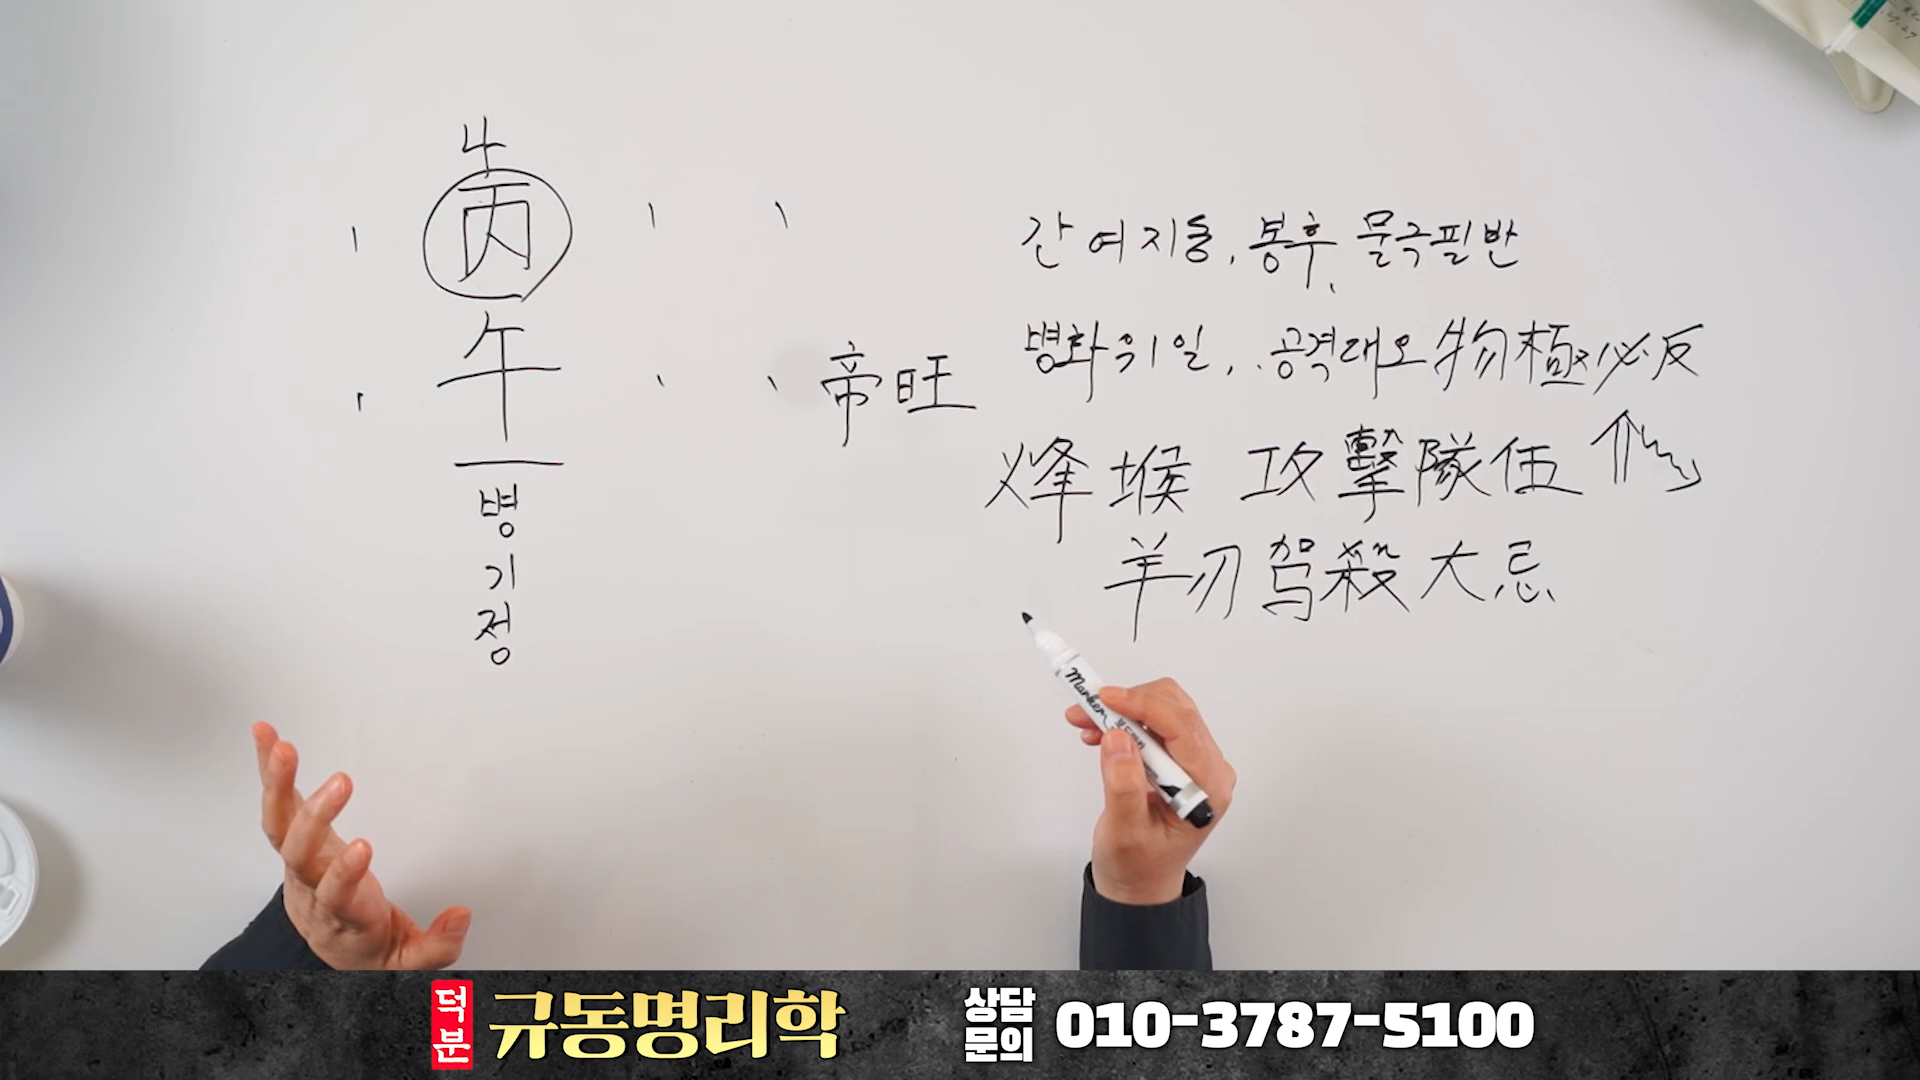 4
丙
午
병
기
정
帝旺
간여지동, 봉후, 물극필반
병화위일, 공격대오 物極必反
烽堠 攻擊隊伍
羊刃駕殺大忌
Marker
덕분 규동명리학 상담문의 010-3787-5100